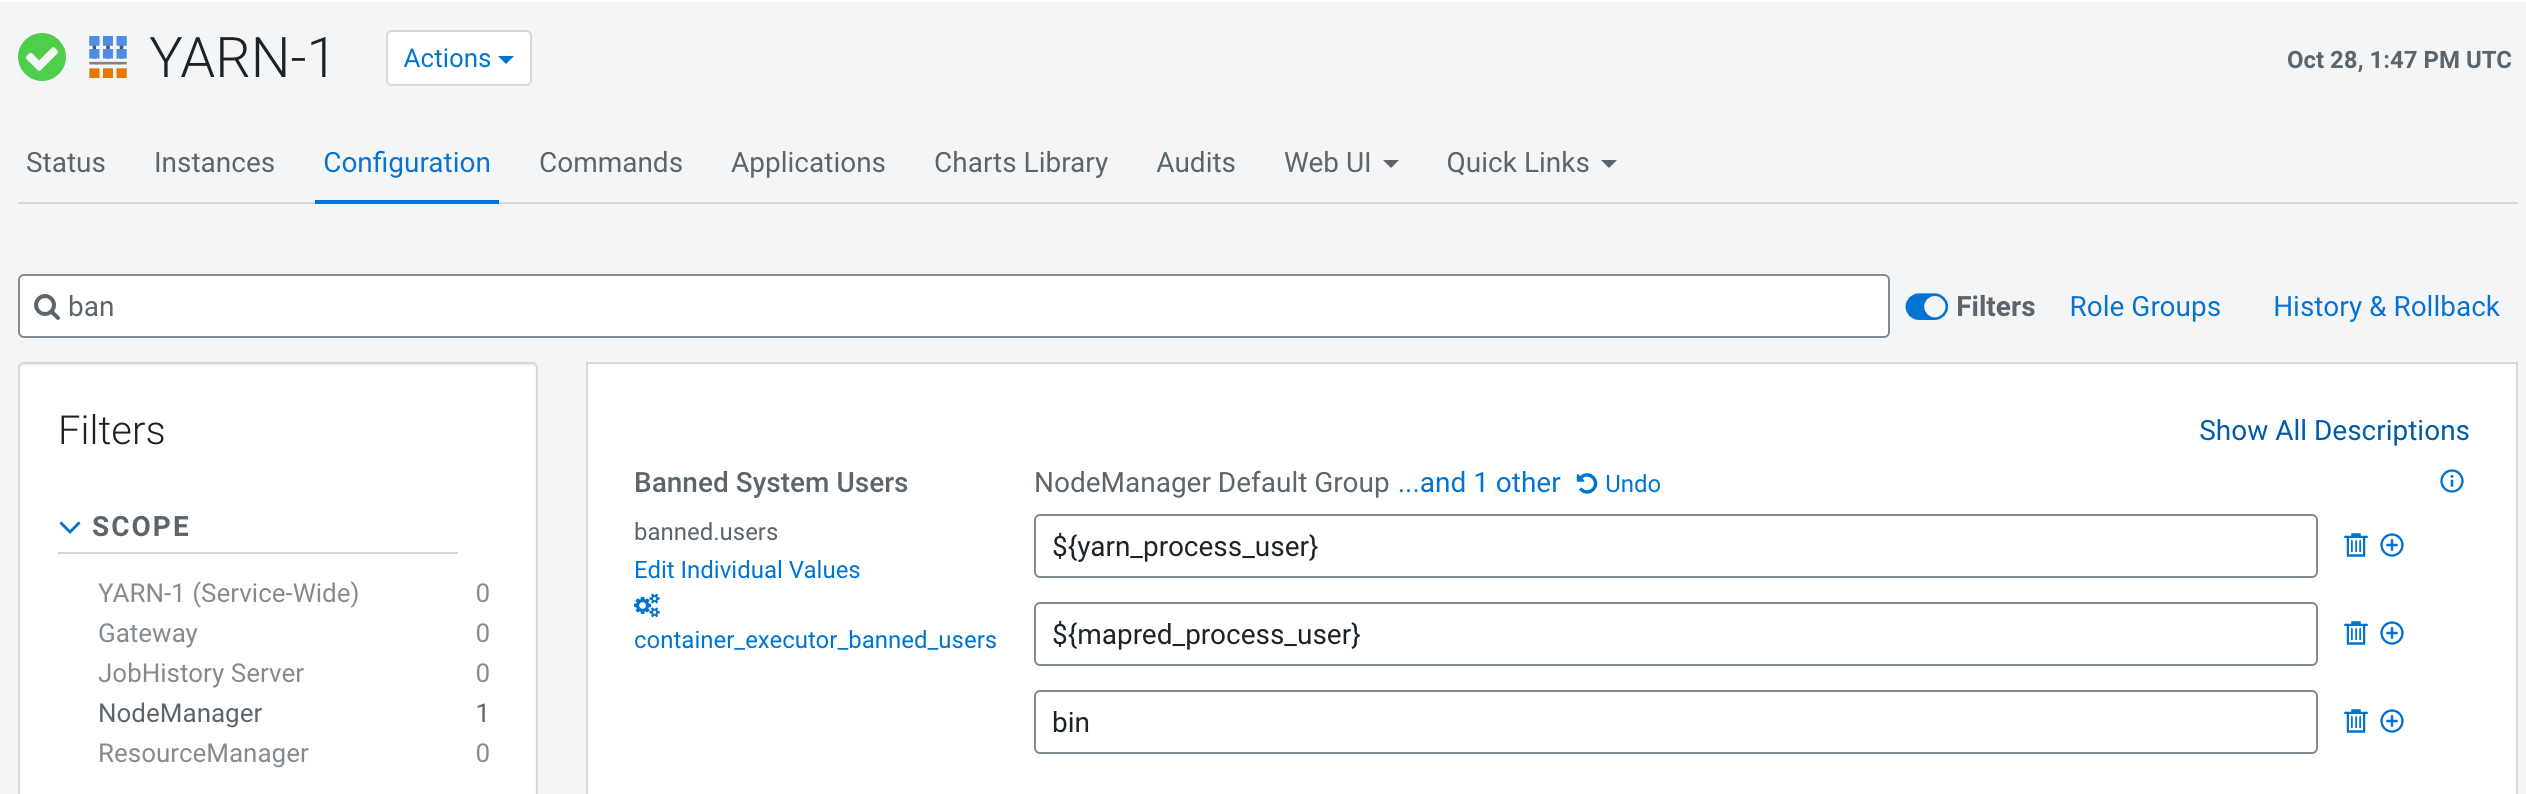 YARN-1 Actions Oct 28, 1:47 PM UTC
Status Instances Configuration Commands Applications Charts Library Audits Web UI Quick Links
ban Filters Role Groups History & Rollback
Filters
SCOPE
YARN-1 (Service-Wide) 0
Gateway 0
JobHistory Server 0
NodeManager 1
ResourceManager 0
Show All Descriptions
Banned System Users
banned.users
Edit Individual Values
container_executor_banned_users
NodeManager Default Group ...and 1 other Undo
${yarn_process_user}
${mapred_process_user}
bin